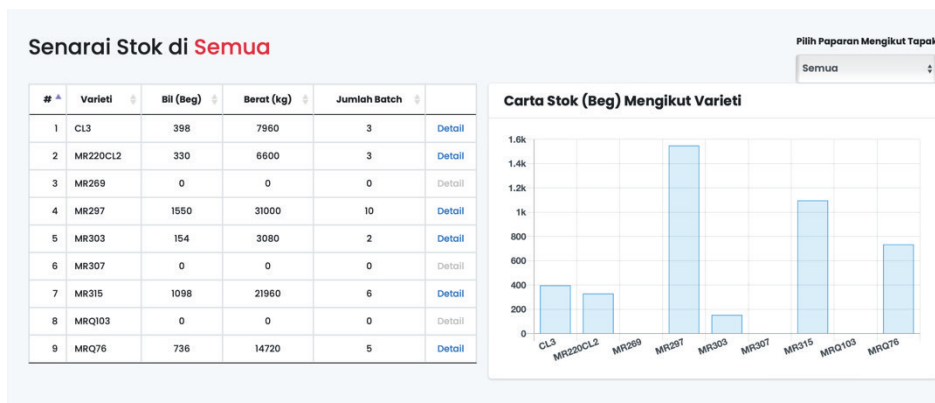 Senarai Stok di Semua
Pilih Paparan Mengikut Tapak
Semua
# Varieti Bil (Beg) Berat (kg) Jumlah Batch
1 CL3 398 7960 3 Detail
2 MR220CL2 330 6600 3 Detail
3 MR269 0 0 0 Detail
4 MR297 1550 31000 10 Detail
5 MR303 154 3080 2 Detail
6 MR307 0 0 0 Detail
7 MR315 1098 21960 6 Detail
8 MRQ103 0 0 0 Detail
9 MRQ76 736 14720 5 Detail
Carta Stok (Beg) Mengikut Varieti
1.6k
1.4k
1.2k
1k
800
600
400
200
0
CL3 MR220CL2 MR269 MR297 MR303 MR307 MR315 MRQ103 MRQ76